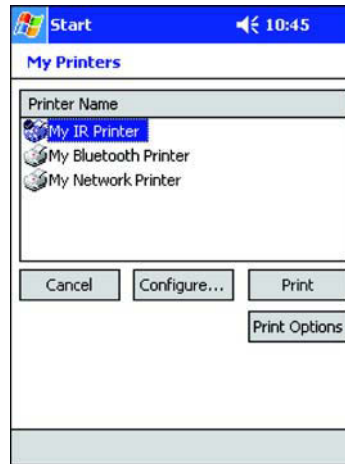 Start 10:45
My Printers
Printer Name
My IR Printer
My Bluetooth Printer
My Network Printer
Cancel Configure... Print
Print Options